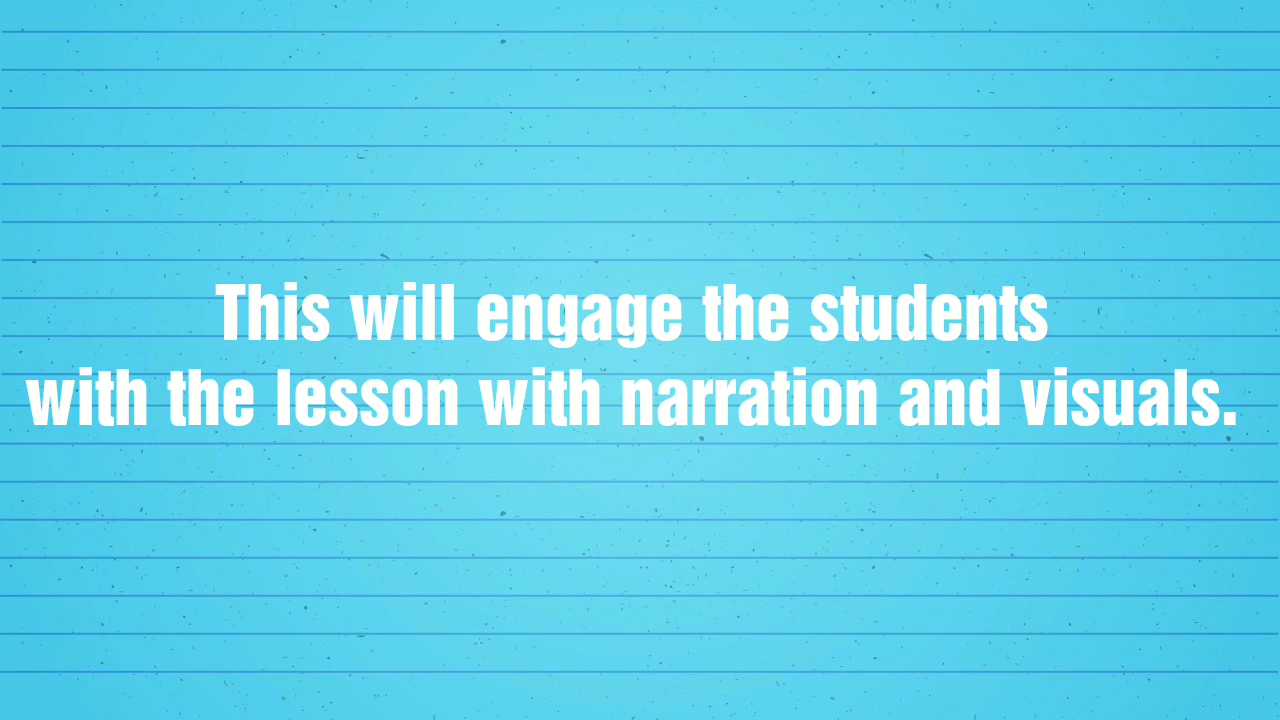 This will engage the students
with the lesson with narration and visuals.